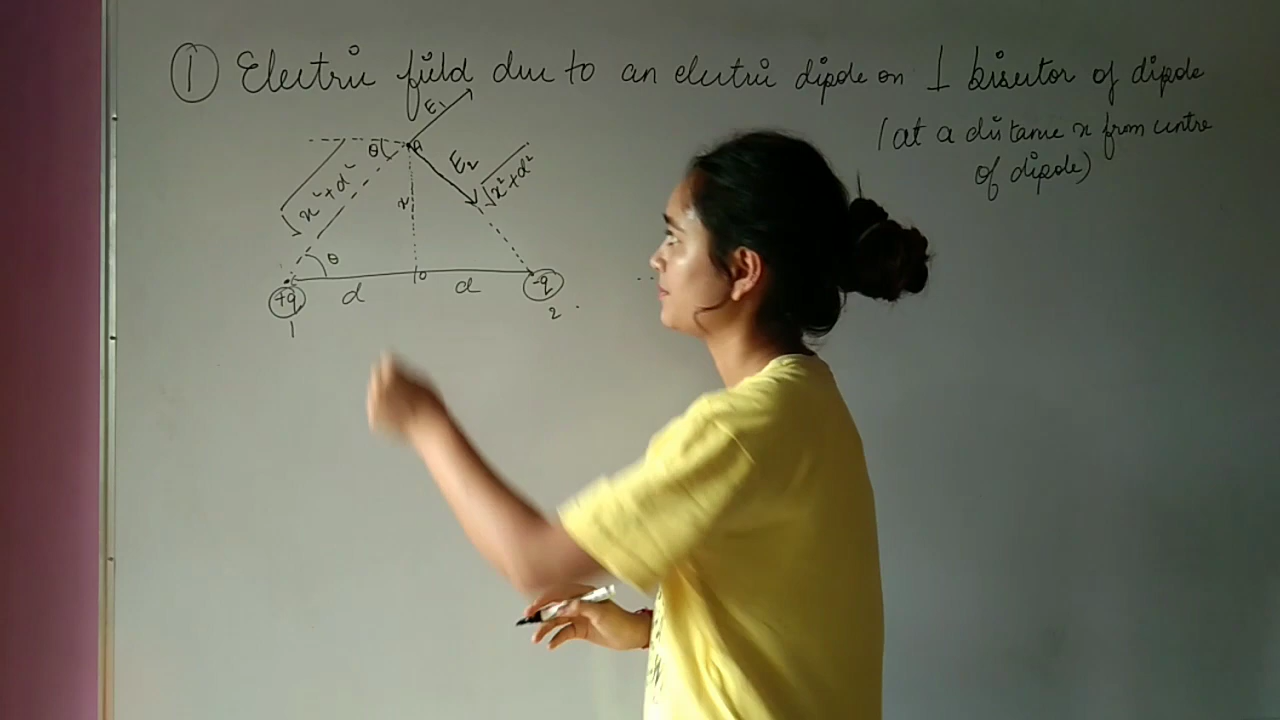 ① Electric field due to an electric dipole on ⊥ bisector of dipole
(at a distance x from centre
of dipole)
E₁
θ
A
E₂
√x²+d²
x²+d²
x
θ
O
+q
d
d
-q
1
2